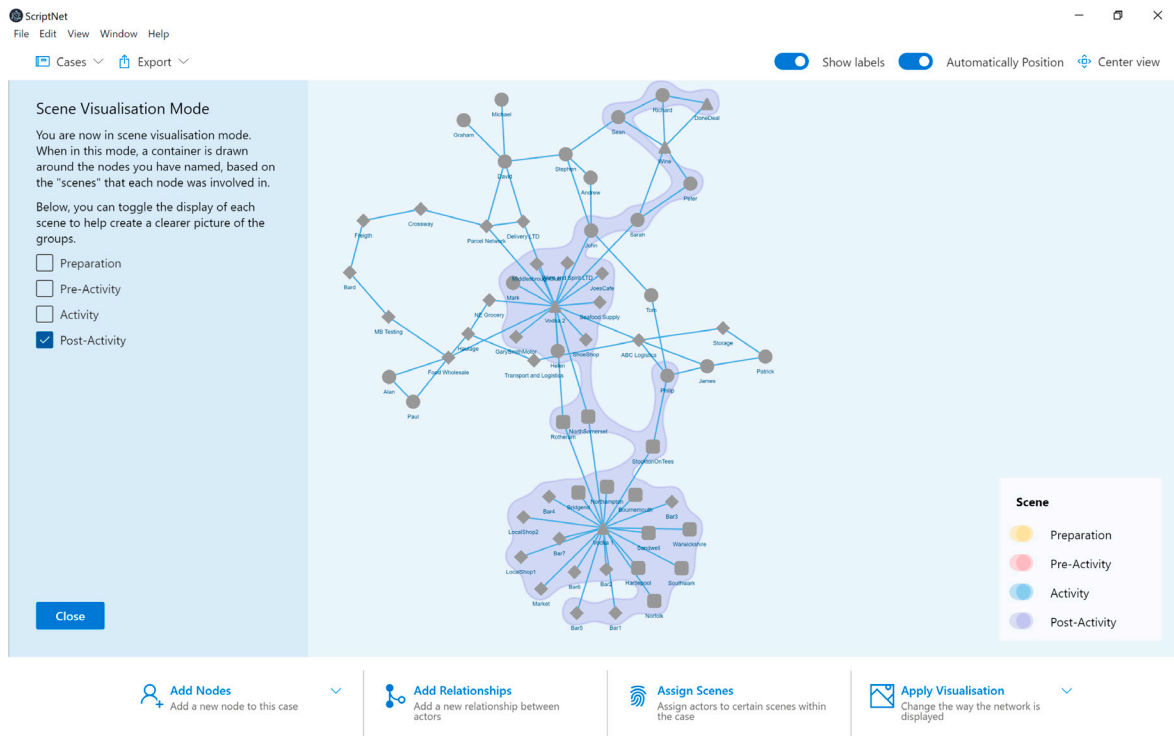 ScriptNet
File Edit View Window Help
Cases
Export
Show labels
Automatically Position
Center view
Scene Visualisation Mode
You are now in scene visualisation mode.
When in this mode, a container is drawn
around the nodes you have named, based on
the "scenes" that each node was involved in.
Below, you can toggle the display of each
scene to help create a clearer picture of the
groups.
Preparation
Pre-Activity
Activity
Post-Activity
Close
Michael
Graham
David
Stephen
Andrew
Sean
Richard
DoneDeal
Wine
Peter
Sarah
John
Crossway
Freigth
Parcel Network
Delivery LTD
Bard
MB Testing
NE Grocery
Haulage
Food Wholesale
Alan
Paul
Mark
JoesCafe
Vodka 2
Seafood Supply
GarySmithMotor
ShoeShop
Helen
Transport and Logistics
Tom
ABC Logistics
Storage
Patrick
James
Philip
Rotheram
NorthSomerset
StocktonOnTees
Bar4
Bridgend
Northampton
Bournemouth
Bar3
LocalShop2
Vodka 1
Sandwell
Warwickshire
Bar7
LocalShop1
Bar6
Bar2
Hartlepool
Southwark
Market
Norfolk
Bar5
Bar1
Scene
Preparation
Pre-Activity
Activity
Post-Activity
Add Nodes
Add a new node to this case
Add Relationships
Add a new relationship between
actors
Assign Scenes
Assign actors to certain scenes within
the case
Apply Visualisation
Change the way the network is
displayed